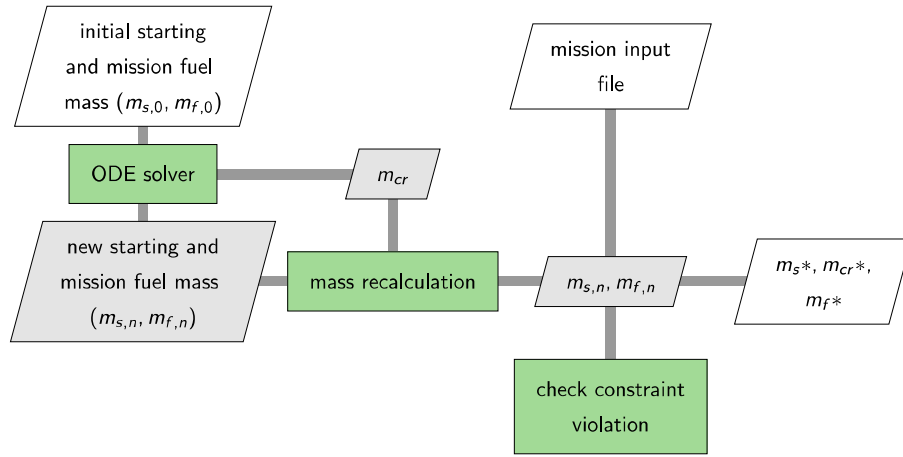 initial starting
and mission fuel
mass (m_{s,0}, m_{f,0})
mission input
file
ODE solver
m_{cr}
new starting and
mission fuel mass
(m_{s,n}, m_{f,n})
mass recalculation
m_{s,n}, m_{f,n}
m_s*, m_{cr}*,
m_f*
check constraint
violation